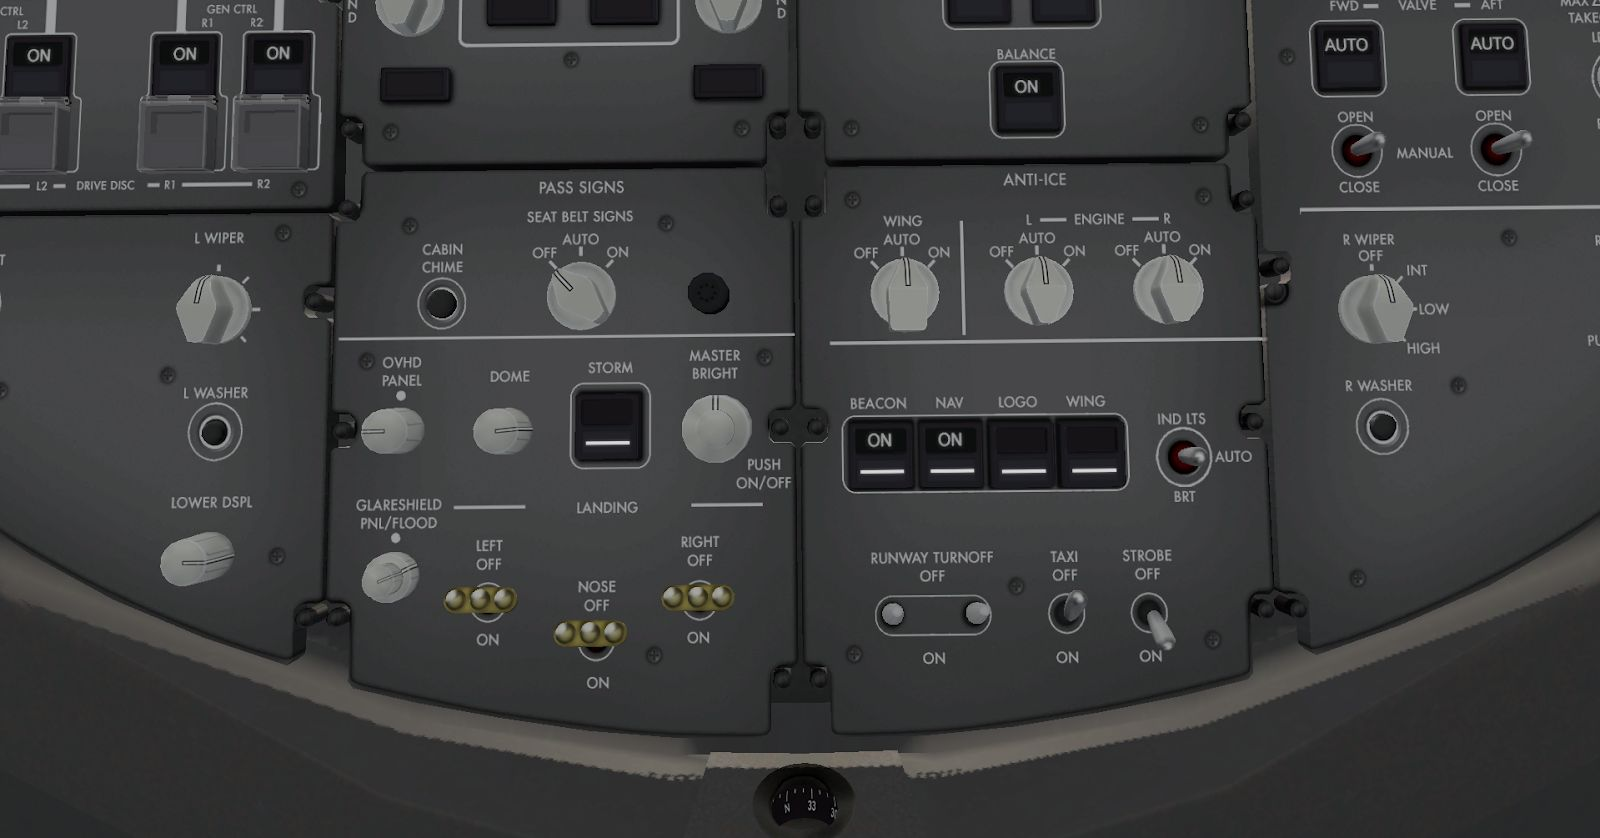 CTRL
L2
ON
GEN CTRL
R1 R2
ON ON
L2 DRIVE DISC R1 R2
BALANCE
ON
FWD VALVE AFT
AUTO AUTO
OPEN OPEN
MANUAL
CLOSE CLOSE
L WIPER
L WASHER
LOWER DSPL
PASS SIGNS
SEAT BELT SIGNS
OFF AUTO ON
CABIN
CHIME
OVHD
PANEL
DOME
STORM
MASTER
BRIGHT
PUSH
ON/OFF
GLARESHIELD
PNL/FLOOD
LANDING
LEFT
OFF
ON
NOSE
OFF
ON
RIGHT
OFF
ON
ANTI-ICE
WING
OFF AUTO ON
L ENGINE R
OFF AUTO ON
OFF AUTO ON
BEACON NAV LOGO WING
ON ON
IND LTS
AUTO
BRT
RUNWAY TURNOFF
OFF
ON
TAXI
OFF
ON
STROBE
OFF
ON
R WIPER
OFF
INT
LOW
HIGH
R WASHER
N 33